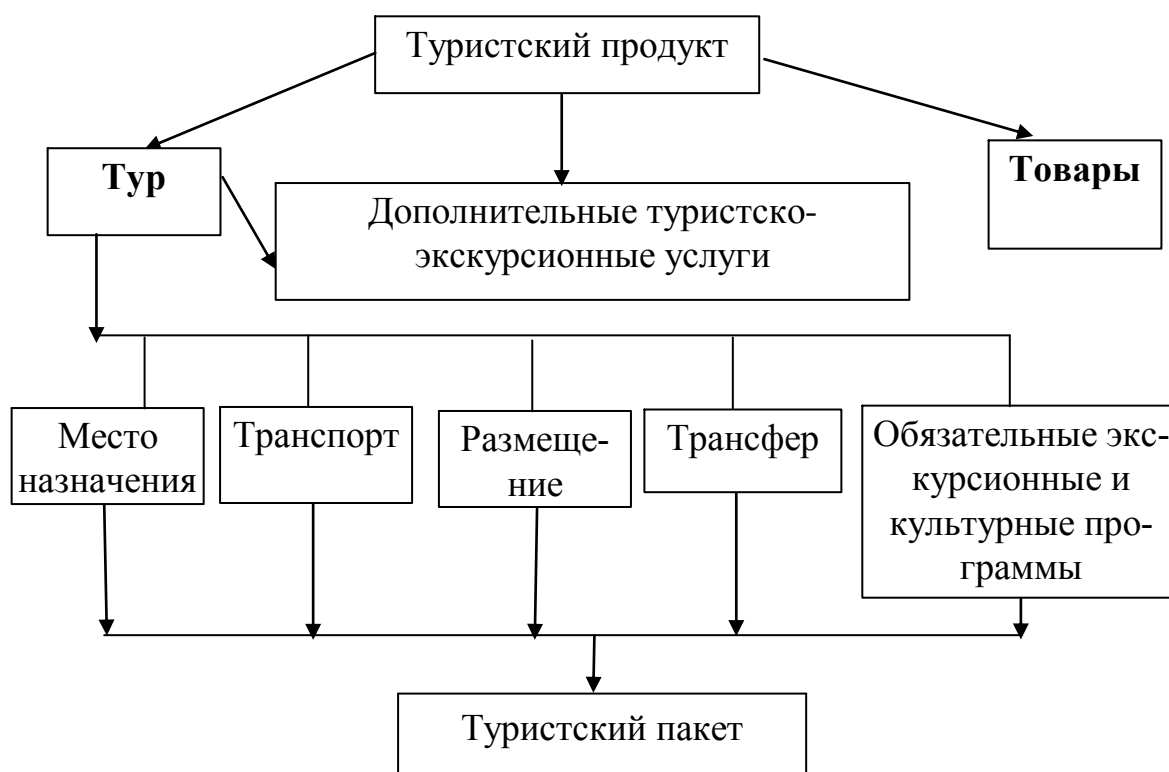 Туристский продукт
Тур
Товары
Дополнительные туристско-
экскурсионные услуги
Место
назначения
Транспорт
Размеще-
ние
Трансфер
Обязательные экс-
курсионные и
культурные про-
граммы
Туристский пакет